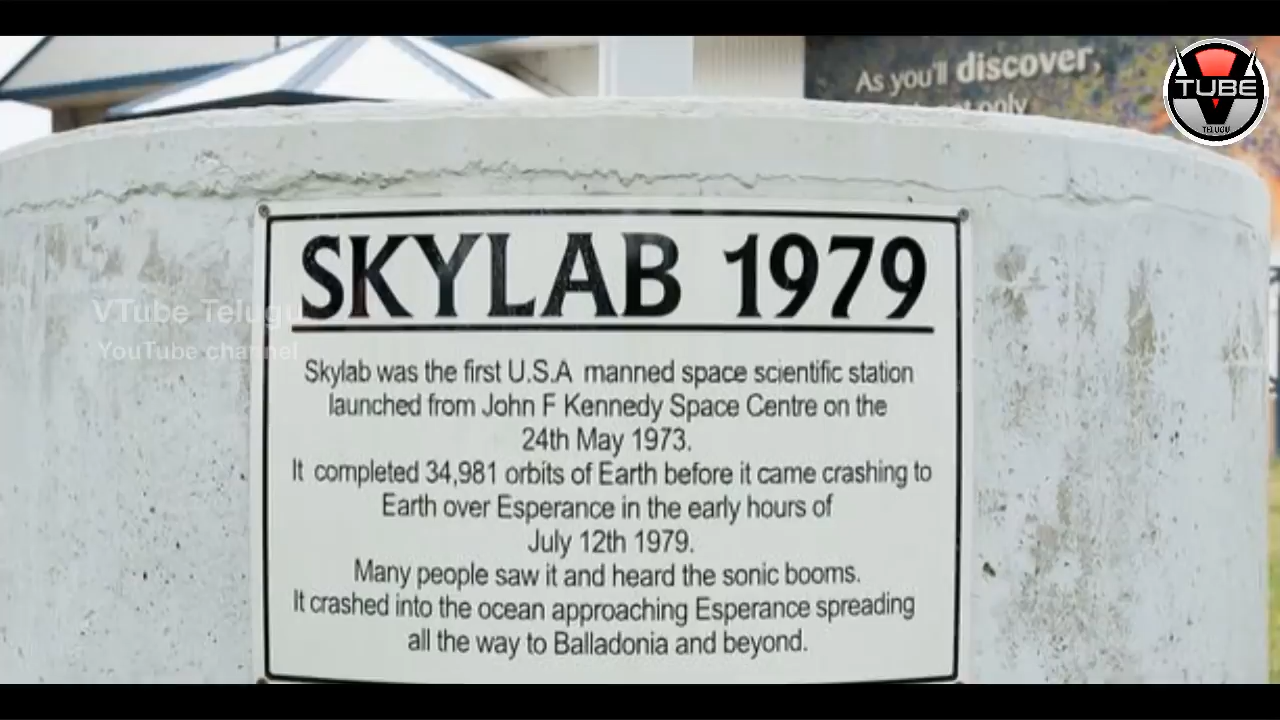 As you'll discover,
not only
TUBE
TELUGU
SKYLAB 1979
VTube Telugu
YouTube channel
Skylab was the first U.S.A manned space scientific station
launched from John F Kennedy Space Centre on the
24th May 1973.
It completed 34,981 orbits of Earth before it came crashing to
Earth over Esperance in the early hours of
July 12th 1979.
Many people saw it and heard the sonic booms.
It crashed into the ocean approaching Esperance spreading
all the way to Balladonia and beyond.